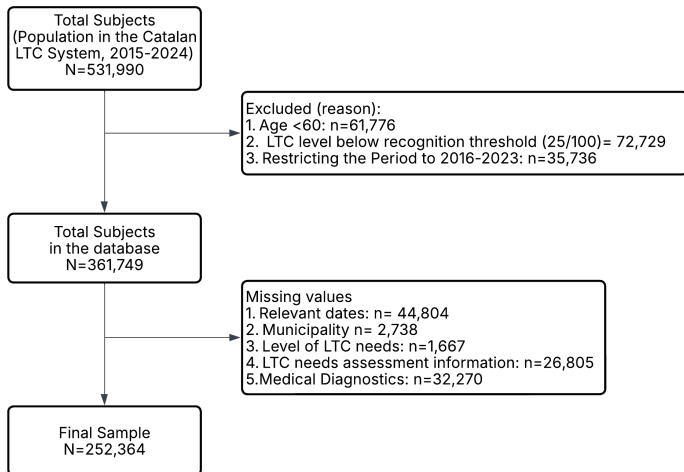 Total Subjects
(Population in the Catalan
LTC System, 2015-2024)
N=531,990
Excluded (reason):
1. Age <60: n=61,776
2. LTC level below recognition threshold (25/100)= 72,729
3. Restricting the Period to 2016-2023: n=35,736
Total Subjects
in the database
N=361,749
Missing values
1. Relevant dates: n= 44,804
2. Municipality n= 2,738
3. Level of LTC needs: n=1,667
4. LTC needs assessment information: n=26,805
5.Medical Diagnostics: n=32,270
Final Sample
N=252,364